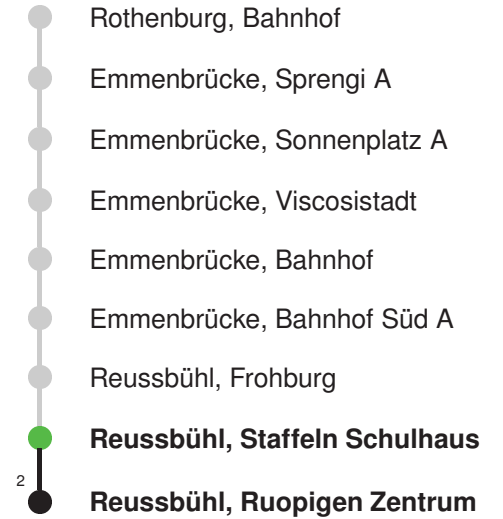 Rothenburg, Bahnhof
Emmenbrücke, Sprengi A
Emmenbrücke, Sonnenplatz A
Emmenbrücke, Viscosistadt
Emmenbrücke, Bahnhof
Emmenbrücke, Bahnhof Süd A
Reussbühl, Frohburg
Reussbühl, Staffeln Schulhaus
2
Reussbühl, Ruopigen Zentrum